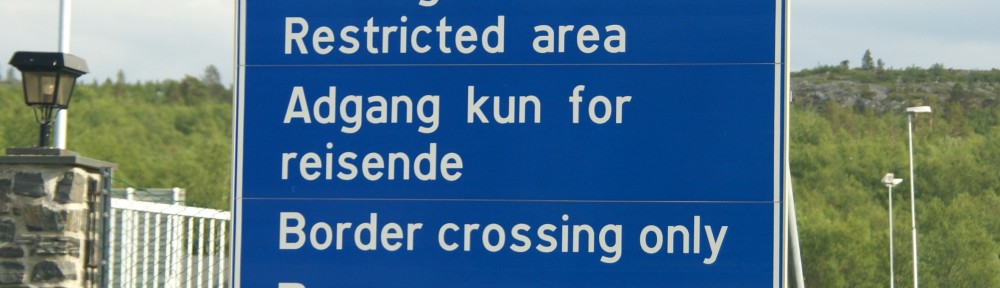 Restricted area
Adgang kun for
reisende
Border crossing only